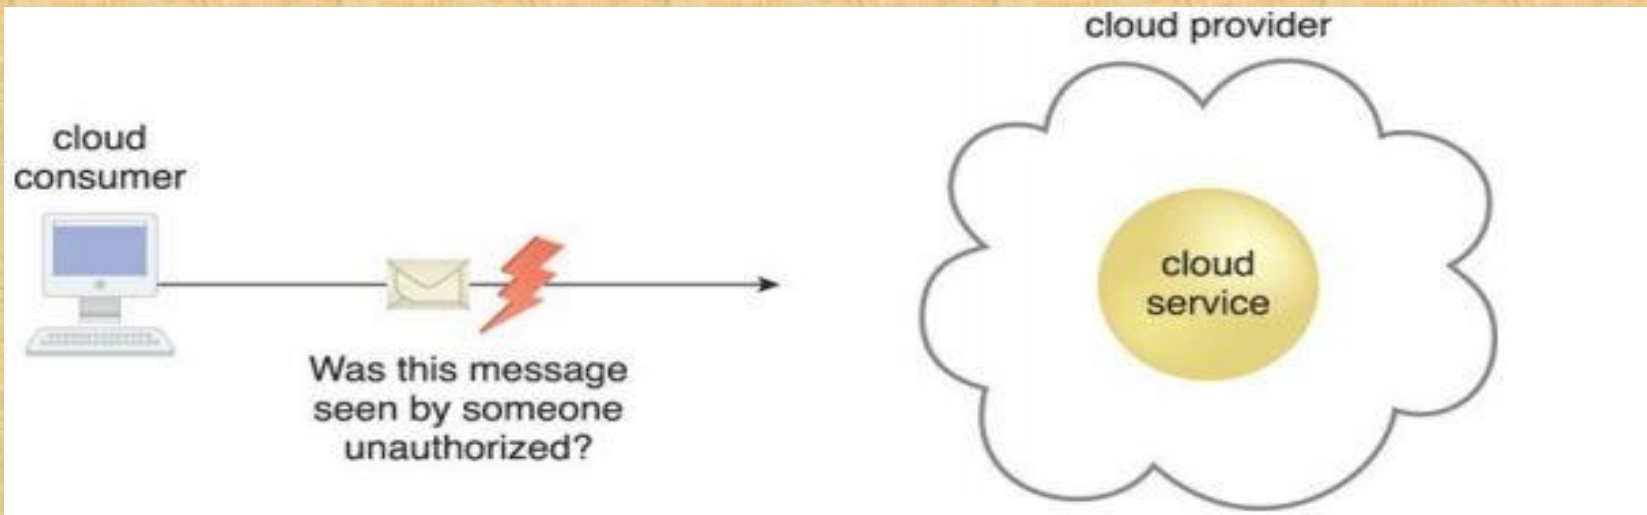 cloud provider
cloud
consumer
cloud
service
Was this message
seen by someone
unauthorized?